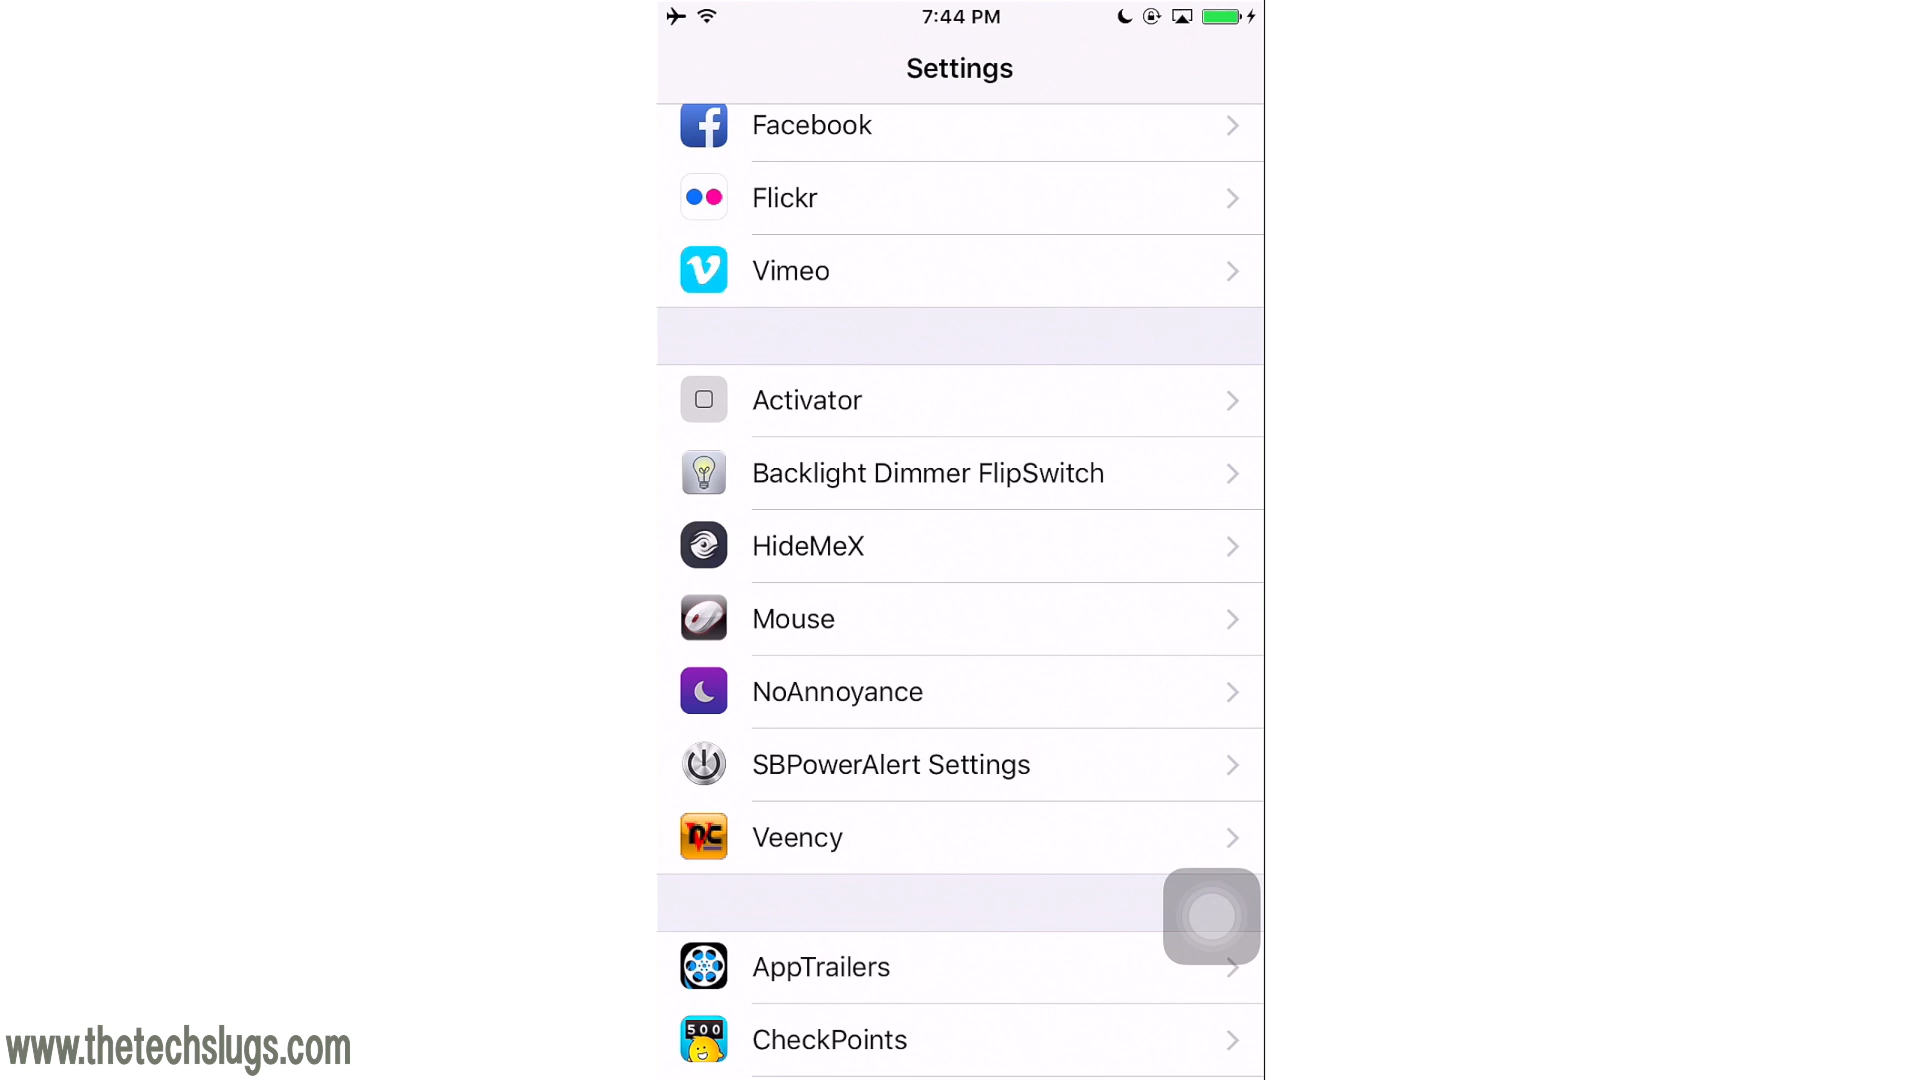 7:44 PM
Settings
Facebook
Flickr
Vimeo
Activator
Backlight Dimmer FlipSwitch
HideMeX
Mouse
NoAnnoyance
SBPowerAlert Settings
Veency
AppTrailers
500
CheckPoints
www.thetechslugs.com